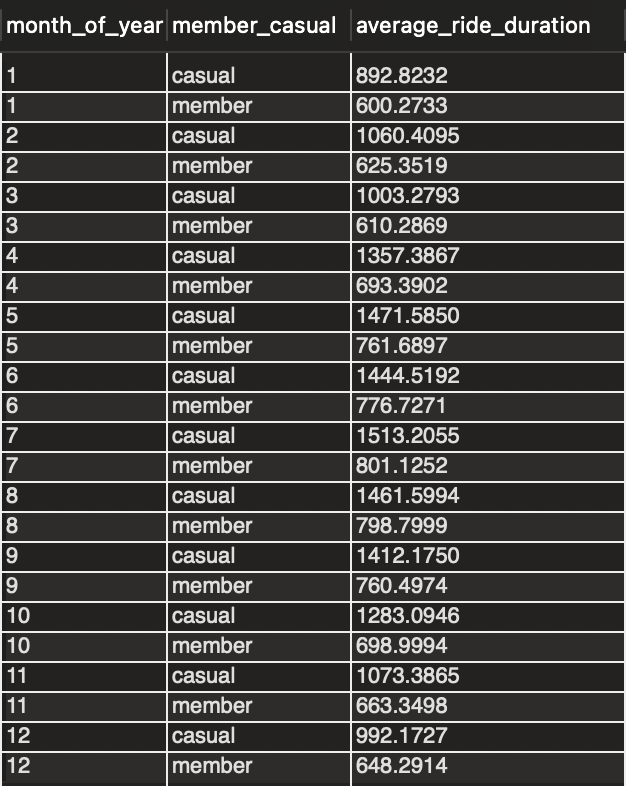 month_of_year member_casual average_ride_duration
1 casual 892.8232
1 member 600.2733
2 casual 1060.4095
2 member 625.3519
3 casual 1003.2793
3 member 610.2869
4 casual 1357.3867
4 member 693.3902
5 casual 1471.5850
5 member 761.6897
6 casual 1444.5192
6 member 776.7271
7 casual 1513.2055
7 member 801.1252
8 casual 1461.5994
8 member 798.7999
9 casual 1412.1750
9 member 760.4974
10 casual 1283.0946
10 member 698.9994
11 casual 1073.3865
11 member 663.3498
12 casual 992.1727
12 member 648.2914